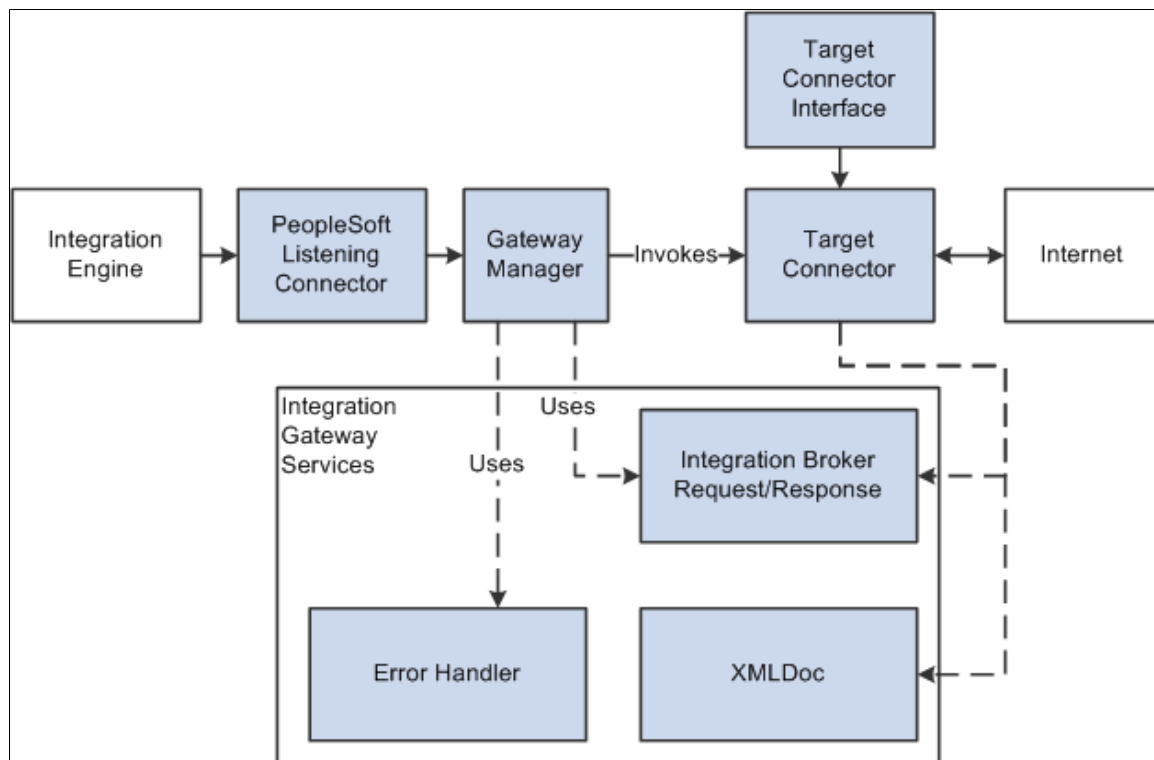 Target
Connector
Interface
Integration
Engine
PeopleSoft
Listening
Connector
Gateway
Manager
Invokes
Target
Connector
Internet
Integration
Gateway
Services
Uses
Uses
Integration Broker
Request/Response
Error Handler
XMLDoc